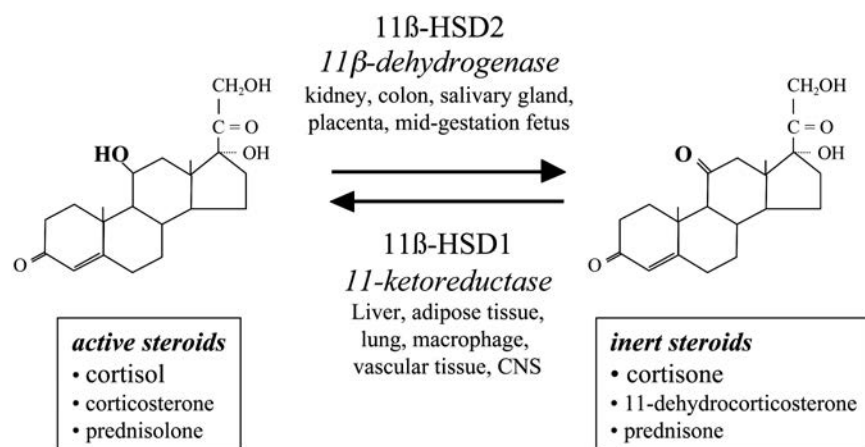 11ß-HSD2
11β-dehydrogenase
kidney, colon, salivary gland,
placenta, mid-gestation fetus
CH₂OH
C=O
OH
HO
O
CH₂OH
C=O
OH
O
O
11ß-HSD1
11-ketoreductase
Liver, adipose tissue,
lung, macrophage,
vascular tissue, CNS
active steroids
• cortisol
• corticosterone
• prednisolone
inert steroids
• cortisone
• 11-dehydrocorticosterone
• prednisone